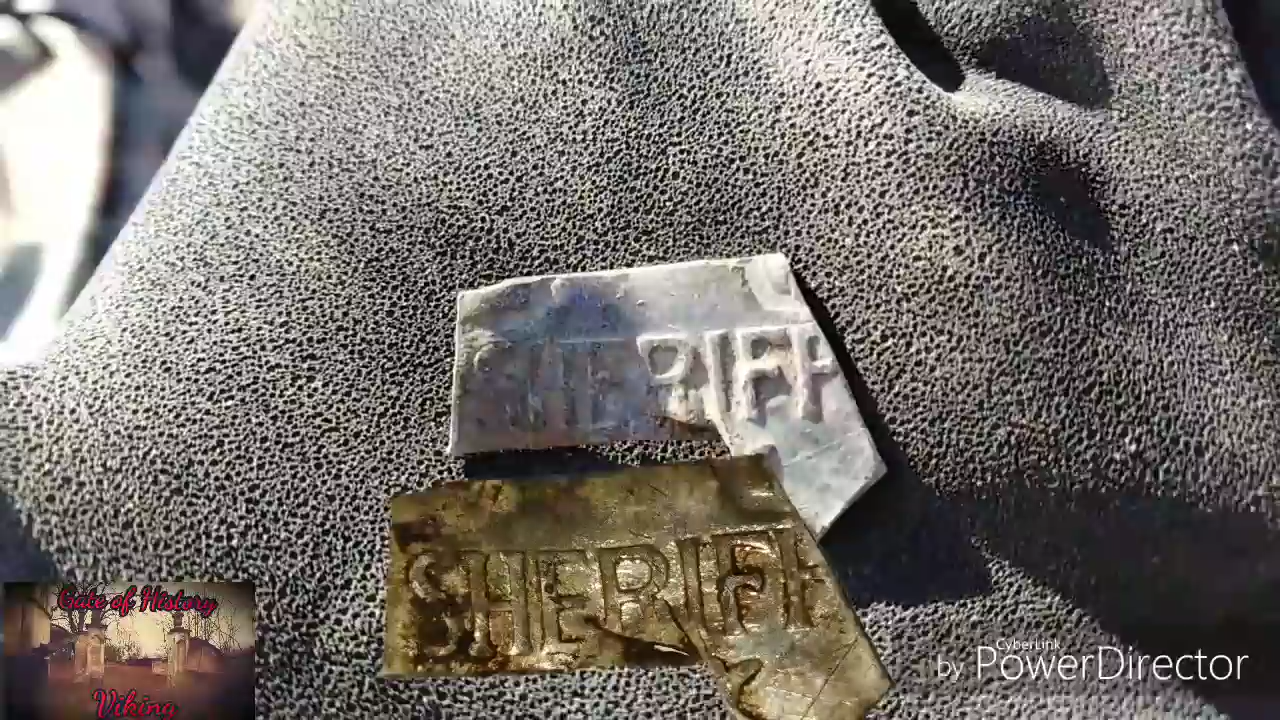 SHERIFF
SHERIFF
Gate of History
Viking
CyberLink
by PowerDirector